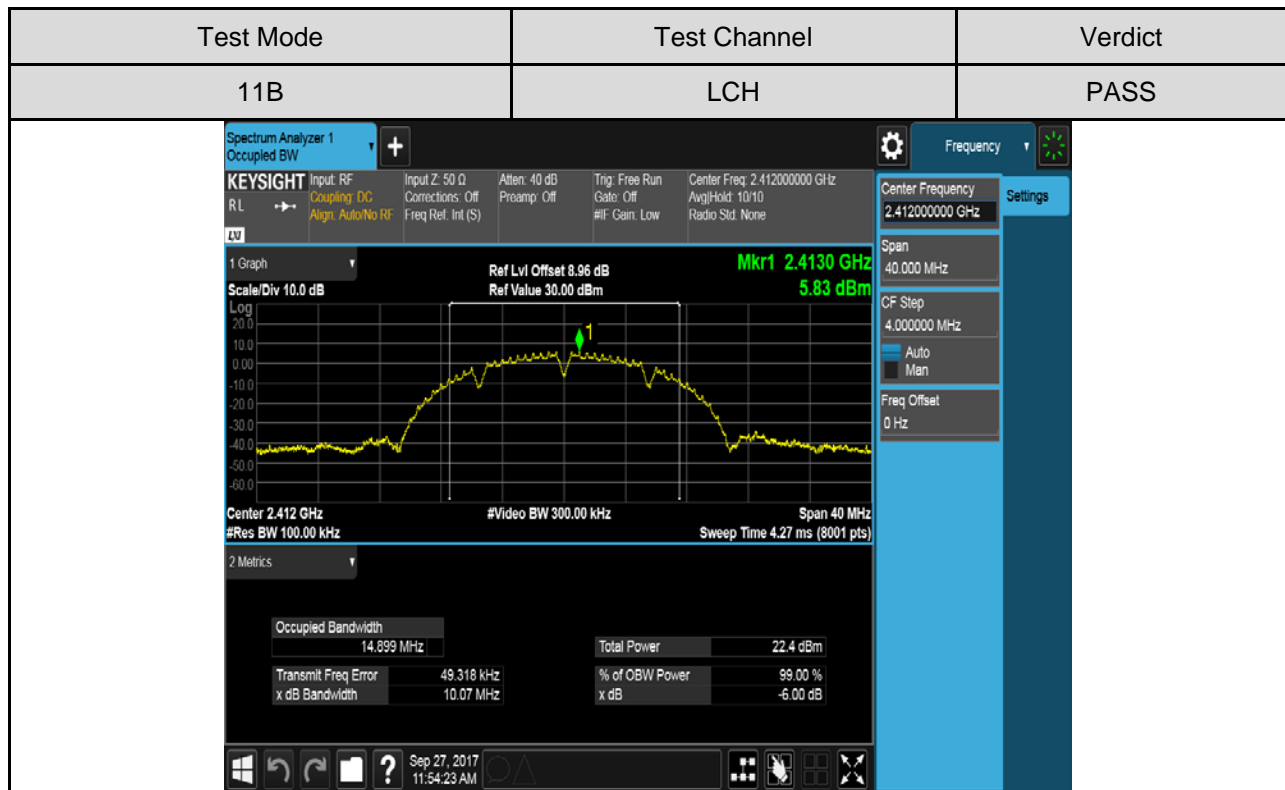 Test Mode Test Channel Verdict
11B LCH PASS
Spectrum Analyzer 1
Occupied BW
+
Frequency
KEYSIGHT Input: RF Input Z: 50 Ω Atten: 40 dB Trig: Free Run Center Freq: 2.412000000 GHz
RL Coupling: DC Corrections: Off Preamp: Off Gate: Off Avg|Hold: 10/10
Align: Auto/No RF Freq Ref: Int (S) #IF Gain: Low Radio Std: None
LXI
Center Frequency
2.412000000 GHz
Settings
Span
40.000 MHz
CF Step
4.000000 MHz
Auto
Man
Freq Offset
0 Hz
1 Graph Ref Lvl Offset 8.96 dB Mkr1 2.4130 GHz
Scale/Div 10.0 dB Ref Value 30.00 dBm 5.83 dBm
Log
20.0
10.0
0.00
-10.0
-20.0
-30.0
-40.0
-50.0
-60.0
1
Center 2.412 GHz #Video BW 300.00 kHz Span 40 MHz
#Res BW 100.00 kHz Sweep Time 4.27 ms (8001 pts)
2 Metrics
Occupied Bandwidth
14.899 MHz Total Power 22.4 dBm
Transmit Freq Error 49.318 kHz % of OBW Power 99.00 %
x dB Bandwidth 10.07 MHz x dB -6.00 dB
? Sep 27, 2017
11:54:23 AM